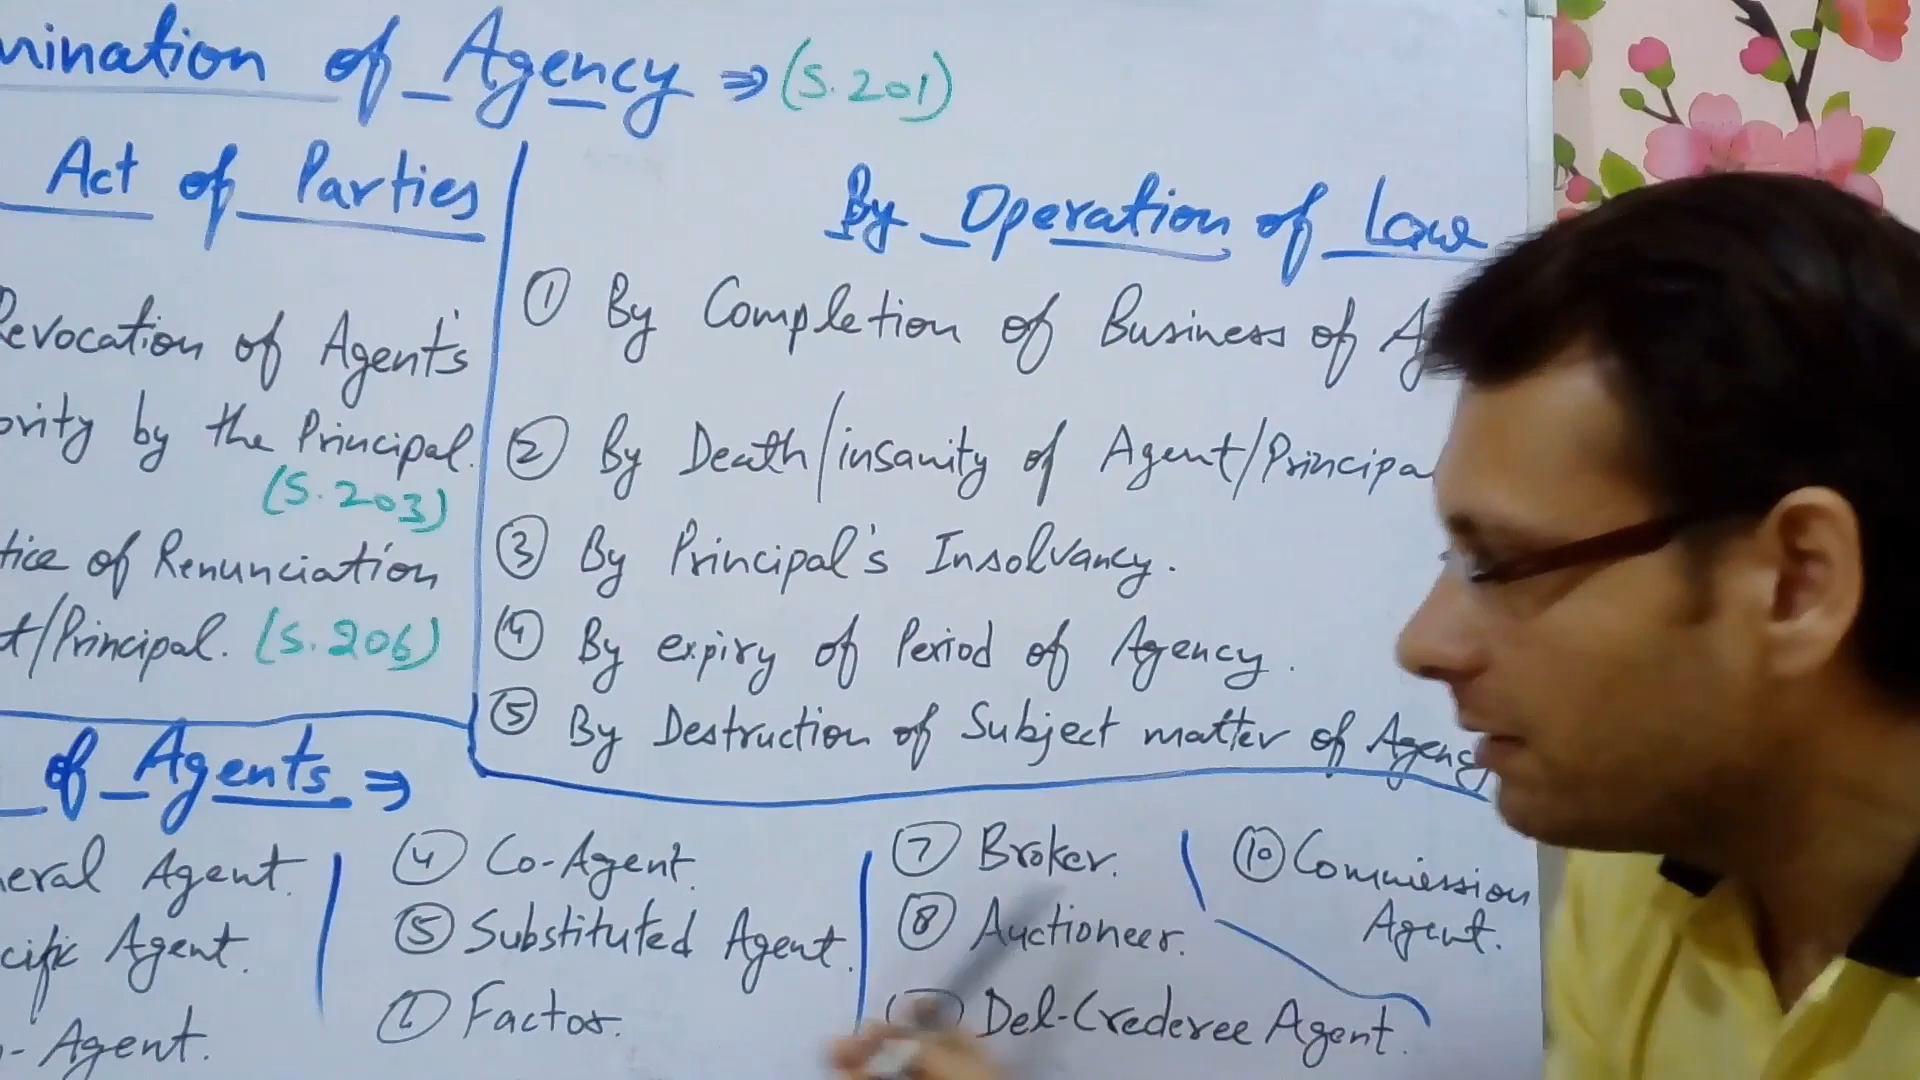 mination of Agency ⇒ (S.201)
Act of Parties
Revocation of Agent's
ority by the Principal.
(S.203)
tice of Renunciation
t/Principal. (S.206)
By Operation of Law
① By Completion of Business of A
② By Death/insanity of Agent/Principa
③ By Principal's Insolvancy.
④ By expiry of Period of Agency.
⑤ By Destruction of Subject matter of Agency
of Agents ⇒
neral Agent.
cific Agent.
- Agent.
④ Co-Agent.
⑤ Substituted Agent.
⑥ Factor.
⑦ Broker.
⑧ Auctioneer.
Del-Crederee Agent.
⑩ Commission
Agent.